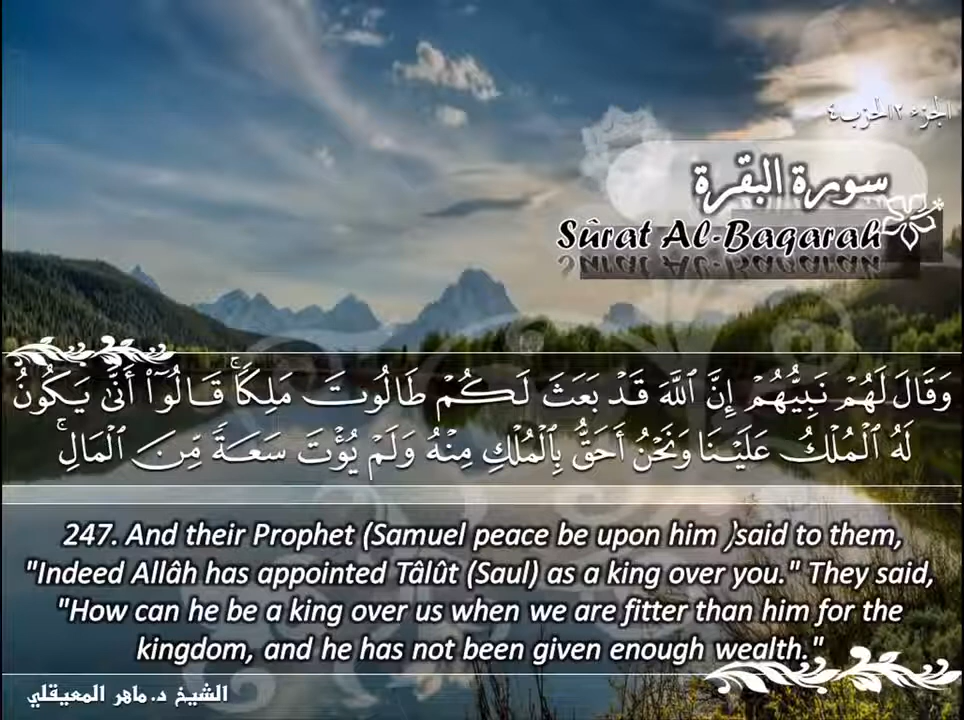 الجزء ٢ الحزب ٤
سورة البقرة
Sûrat Al-Baqarah
وَقَالَ لَهُمْ نَبِيُّهُمْ إِنَّ ٱللَّهَ قَدْ بَعَثَ لَكُمْ طَالُوتَ مَلِكًاۚ قَالُوٓا۟ أَنَّىٰ يَكُونُ
لَهُ ٱلْمُلْكُ عَلَيْنَا وَنَحْنُ أَحَقُّ بِٱلْمُلْكِ مِنْهُ وَلَمْ يُؤْتَ سَعَةً مِّنَ ٱلْمَالِۚ
247. And their Prophet (Samuel peace be upon him )said to them,
"Indeed Allâh has appointed Tâlût (Saul) as a king over you." They said,
"How can he be a king over us when we are fitter than him for the
kingdom, and he has not been given enough wealth."
الشيخ د. ماهر المعيقلي